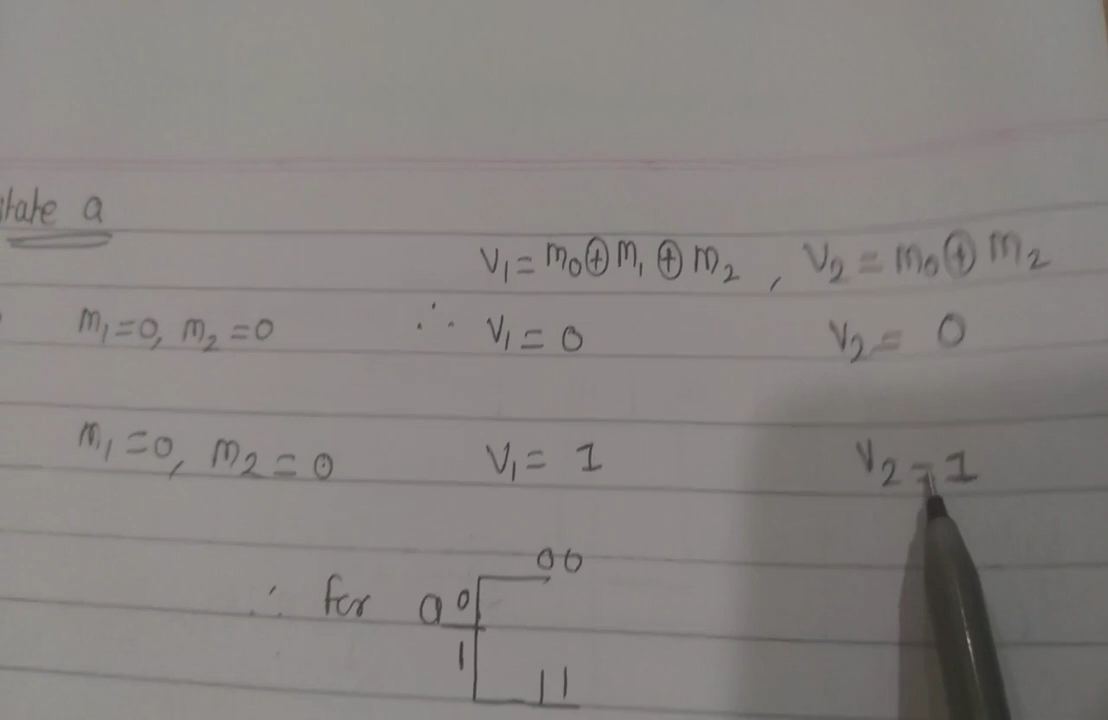 state a
V₁ = m₀ ⊕ m₁ ⊕ m₂ , V₂ = m₀ ⊕ m₂
m₁ = 0, m₂ = 0 ∴ V₁ = 0 V₂ = 0
m₁ = 0, m₂ = 0 V₁ = 1 V₂ = 1
00
∴ for a 0
1
11